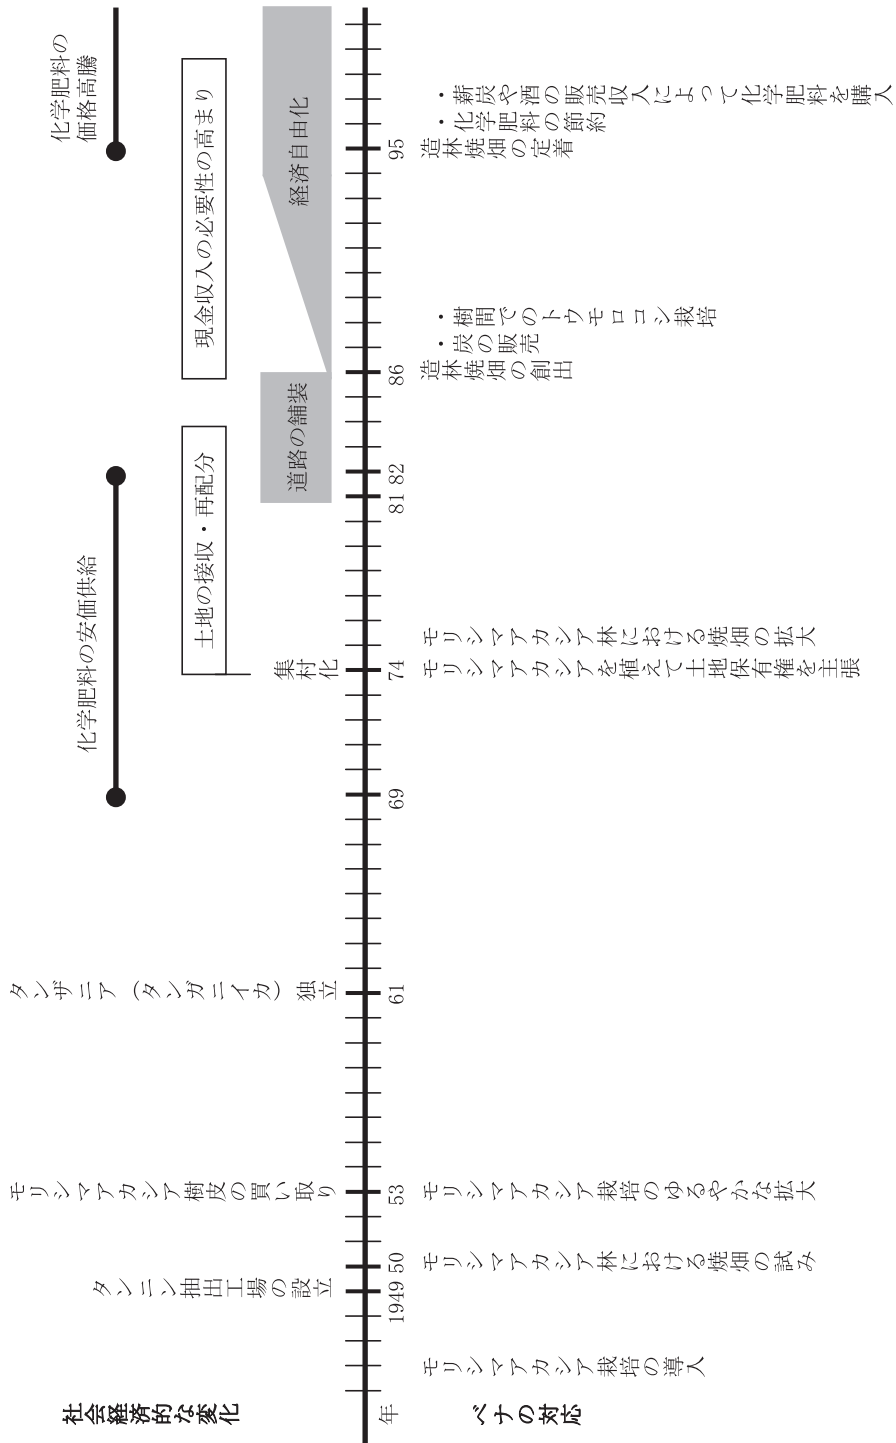 社会経済的な変化
タンニン抽出工場の設立
モリシマアカシア樹皮の買い取り
タンザニア（タンガニイカ）独立
化学肥料の安価供給
集村化
土地の接収・再配分
道路の舗装
経済自由化
現金収入の必要性の高まり
化学肥料の
価格高騰
年
1949
50
53
61
69
74
81
82
86
95
ベナの対応
モリシマアカシア栽培の導入
モリシマアカシア林における焼畑の試み
モリシマアカシア栽培のゆるやかな拡大
モリシマアカシアを植えて土地保有権を主張
モリシマアカシア林における焼畑の拡大
造林焼畑の創出
・炭の販売
・樹間でのトウモロコシ栽培
造林焼畑の定着
・化学肥料の節約
・薪炭や酒の販売収入によって化学肥料を購入